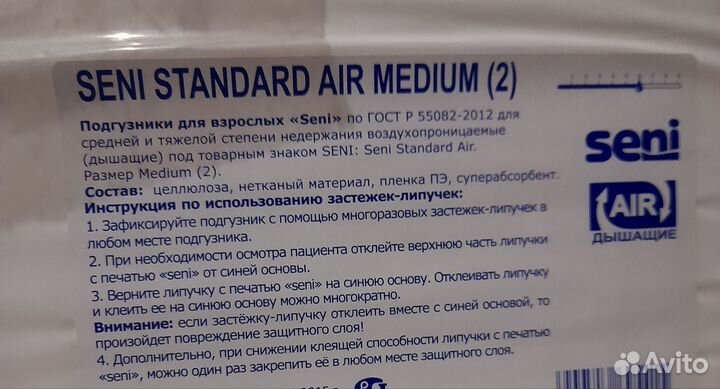 SENI STANDARD AIR MEDIUM (2)
Подгузники для взрослых «Seni» по ГОСТ Р 55082-2012 для
средней и тяжелой степени недержания воздухопроницаемые
(дышащие) под товарным знаком SENI: Seni Standard Air.
Размер Medium (2).
Состав: целлюлоза, нетканый материал, пленка ПЭ, суперабсорбент.
Инструкция по использованию застежек-липучек:
1. Зафиксируйте подгузник с помощью многоразовых застежек-липучек в
любом месте подгузника.
2. При необходимости осмотра пациента отклейте верхнюю часть липучки
с печатью «seni» от синей основы.
3. Верните липучку с печатью «seni» на синюю основу. Отклеивать липучку
и клеить ее на синюю основу можно многократно.
Внимание: если застёжку-липучку отклеить вместе с синей основой, то
произойдет повреждение защитного слоя!
4. Дополнительно, при снижении клеящей способности липучки с печатью
«seni», можно один раз закрепить её в любом месте защитного слоя.
seni
AIR
ДЫШАЩИЕ
Avito